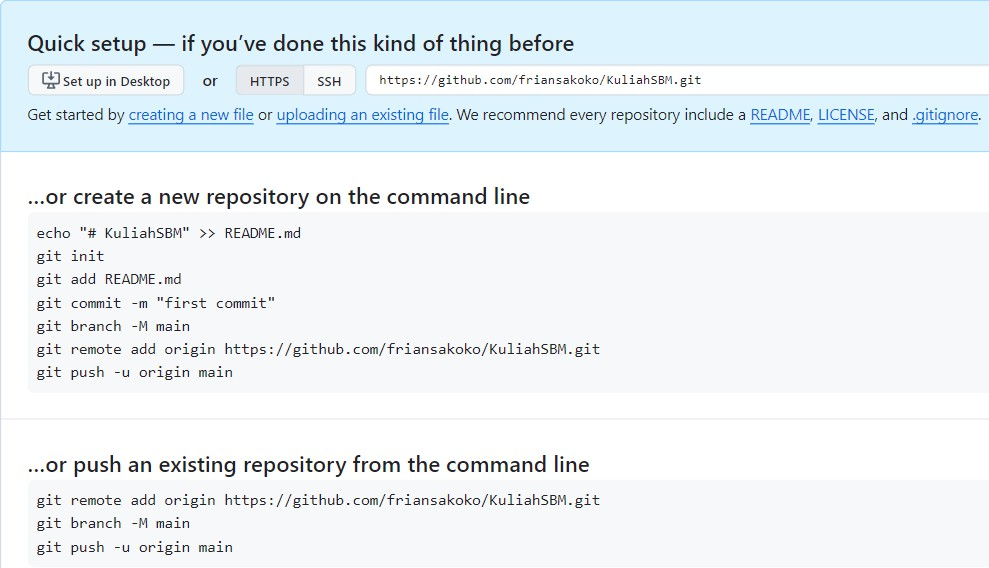 Quick setup — if you’ve done this kind of thing before
Set up in Desktop or HTTPS SSH https://github.com/friansakoko/KuliahSBM.git
Get started by creating a new file or uploading an existing file. We recommend every repository include a README, LICENSE, and .gitignore.
…or create a new repository on the command line
echo "# KuliahSBM" >> README.md
git init
git add README.md
git commit -m "first commit"
git branch -M main
git remote add origin https://github.com/friansakoko/KuliahSBM.git
git push -u origin main
…or push an existing repository from the command line
git remote add origin https://github.com/friansakoko/KuliahSBM.git
git branch -M main
git push -u origin main